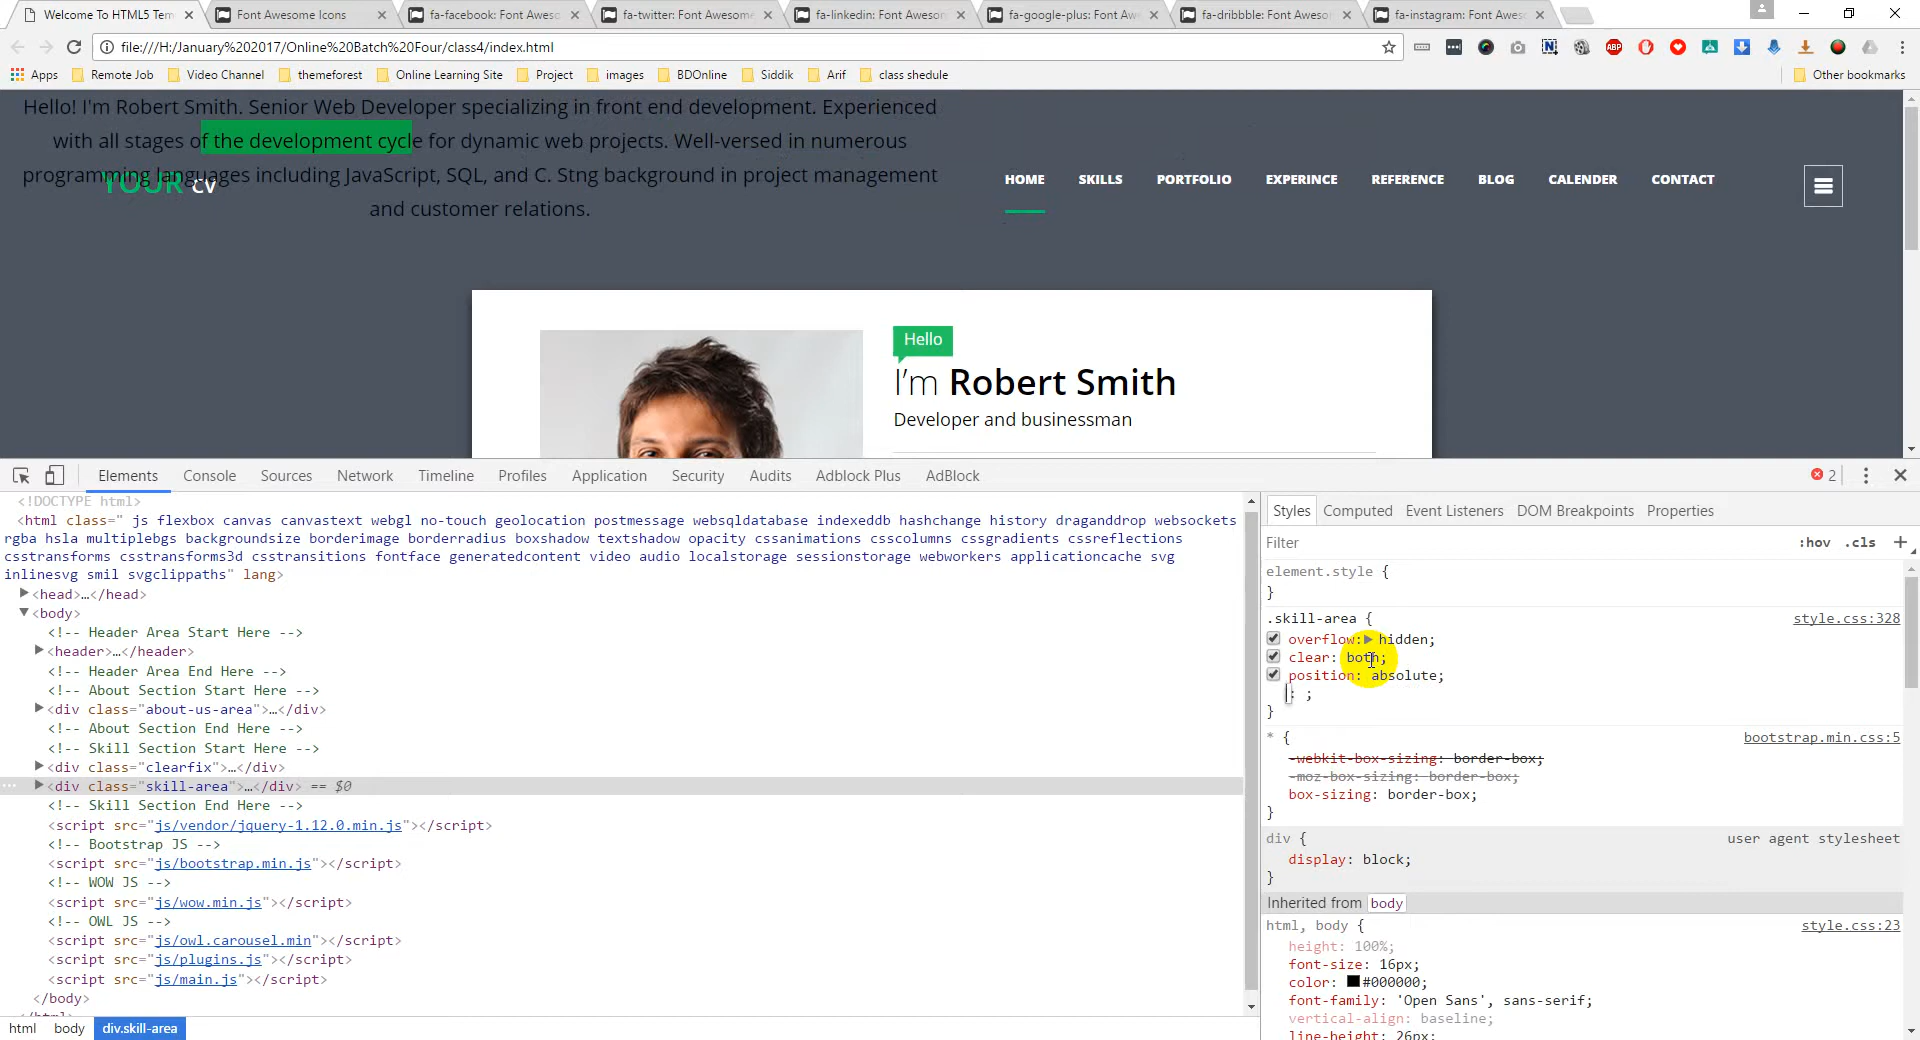 Welcome To HTML5 Tem
Font Awesome Icons
fa-facebook: Font Aweso
fa-twitter: Font Awesome
fa-linkedin: Font Awesom
fa-google-plus: Font Aw
fa-dribbble: Font Aweso
fa-instagram: Font Awes
file:///H:/January%202017/Online%20Batch%20Four/class4/index.html
Apps Remote Job Video Channel themeforest Online Learning Site Project images BDOnline Siddik Arif class shedule Other bookmarks
Hello! I'm Robert Smith. Senior Web Developer specializing in front end development. Experienced
with all stages of the development cycle for dynamic web projects. Well-versed in numerous
programming languages including JavaScript, SQL, and C. Stng background in project management
and customer relations.
YOUR CV
HOME SKILLS PORTFOLIO EXPERINCE REFERENCE BLOG CALENDER CONTACT
Hello
I'm Robert Smith
Developer and businessman
Elements Console Sources Network Timeline Profiles Application Security Audits Adblock Plus AdBlock 2
<!DOCTYPE html>
<html class=" js flexbox canvas canvastext webgl no-touch geolocation postmessage websqldatabase indexeddb hashchange history draganddrop websockets
rgba hsla multiplebgs backgroundsize borderimage borderradius boxshadow textshadow opacity cssanimations csscolumns cssgradients cssreflections
csstransforms csstransforms3d csstransitions fontface generatedcontent video audio localstorage sessionstorage webworkers applicationcache svg
inlinesvg smil svgclippaths" lang>
<head>…</head>
<body>
<!-- Header Area Start Here -->
<header>…</header>
<!-- Header Area End Here -->
<!-- About Section Start Here -->
<div class="about-us-area">…</div>
<!-- About Section End Here -->
<!-- Skill Section Start Here -->
<div class="clearfix">…</div>
<div class="skill-area">…</div> == $0
<!-- Skill Section End Here -->
<script src="js/vendor/jquery-1.12.0.min.js"></script>
<!-- Bootstrap JS -->
<script src="js/bootstrap.min.js"></script>
<!-- WOW JS -->
<script src="js/wow.min.js"></script>
<!-- OWL JS -->
<script src="js/owl.carousel.min"></script>
<script src="js/plugins.js"></script>
<script src="js/main.js"></script>
</body>
</html>
html body div.skill-area
Styles Computed Event Listeners DOM Breakpoints Properties
Filter :hov .cls +
element.style {
}
.skill-area { style.css:328
overflow: hidden;
clear: both;
position: absolute;
: ;
}
* { bootstrap.min.css:5
-webkit-box-sizing: border-box;
-moz-box-sizing: border-box;
box-sizing: border-box;
}
div { user agent stylesheet
display: block;
}
Inherited from body
html, body { style.css:23
height: 100%;
font-size: 16px;
color: #000000;
font-family: 'Open Sans', sans-serif;
vertical-align: baseline;
line-height: 26px;